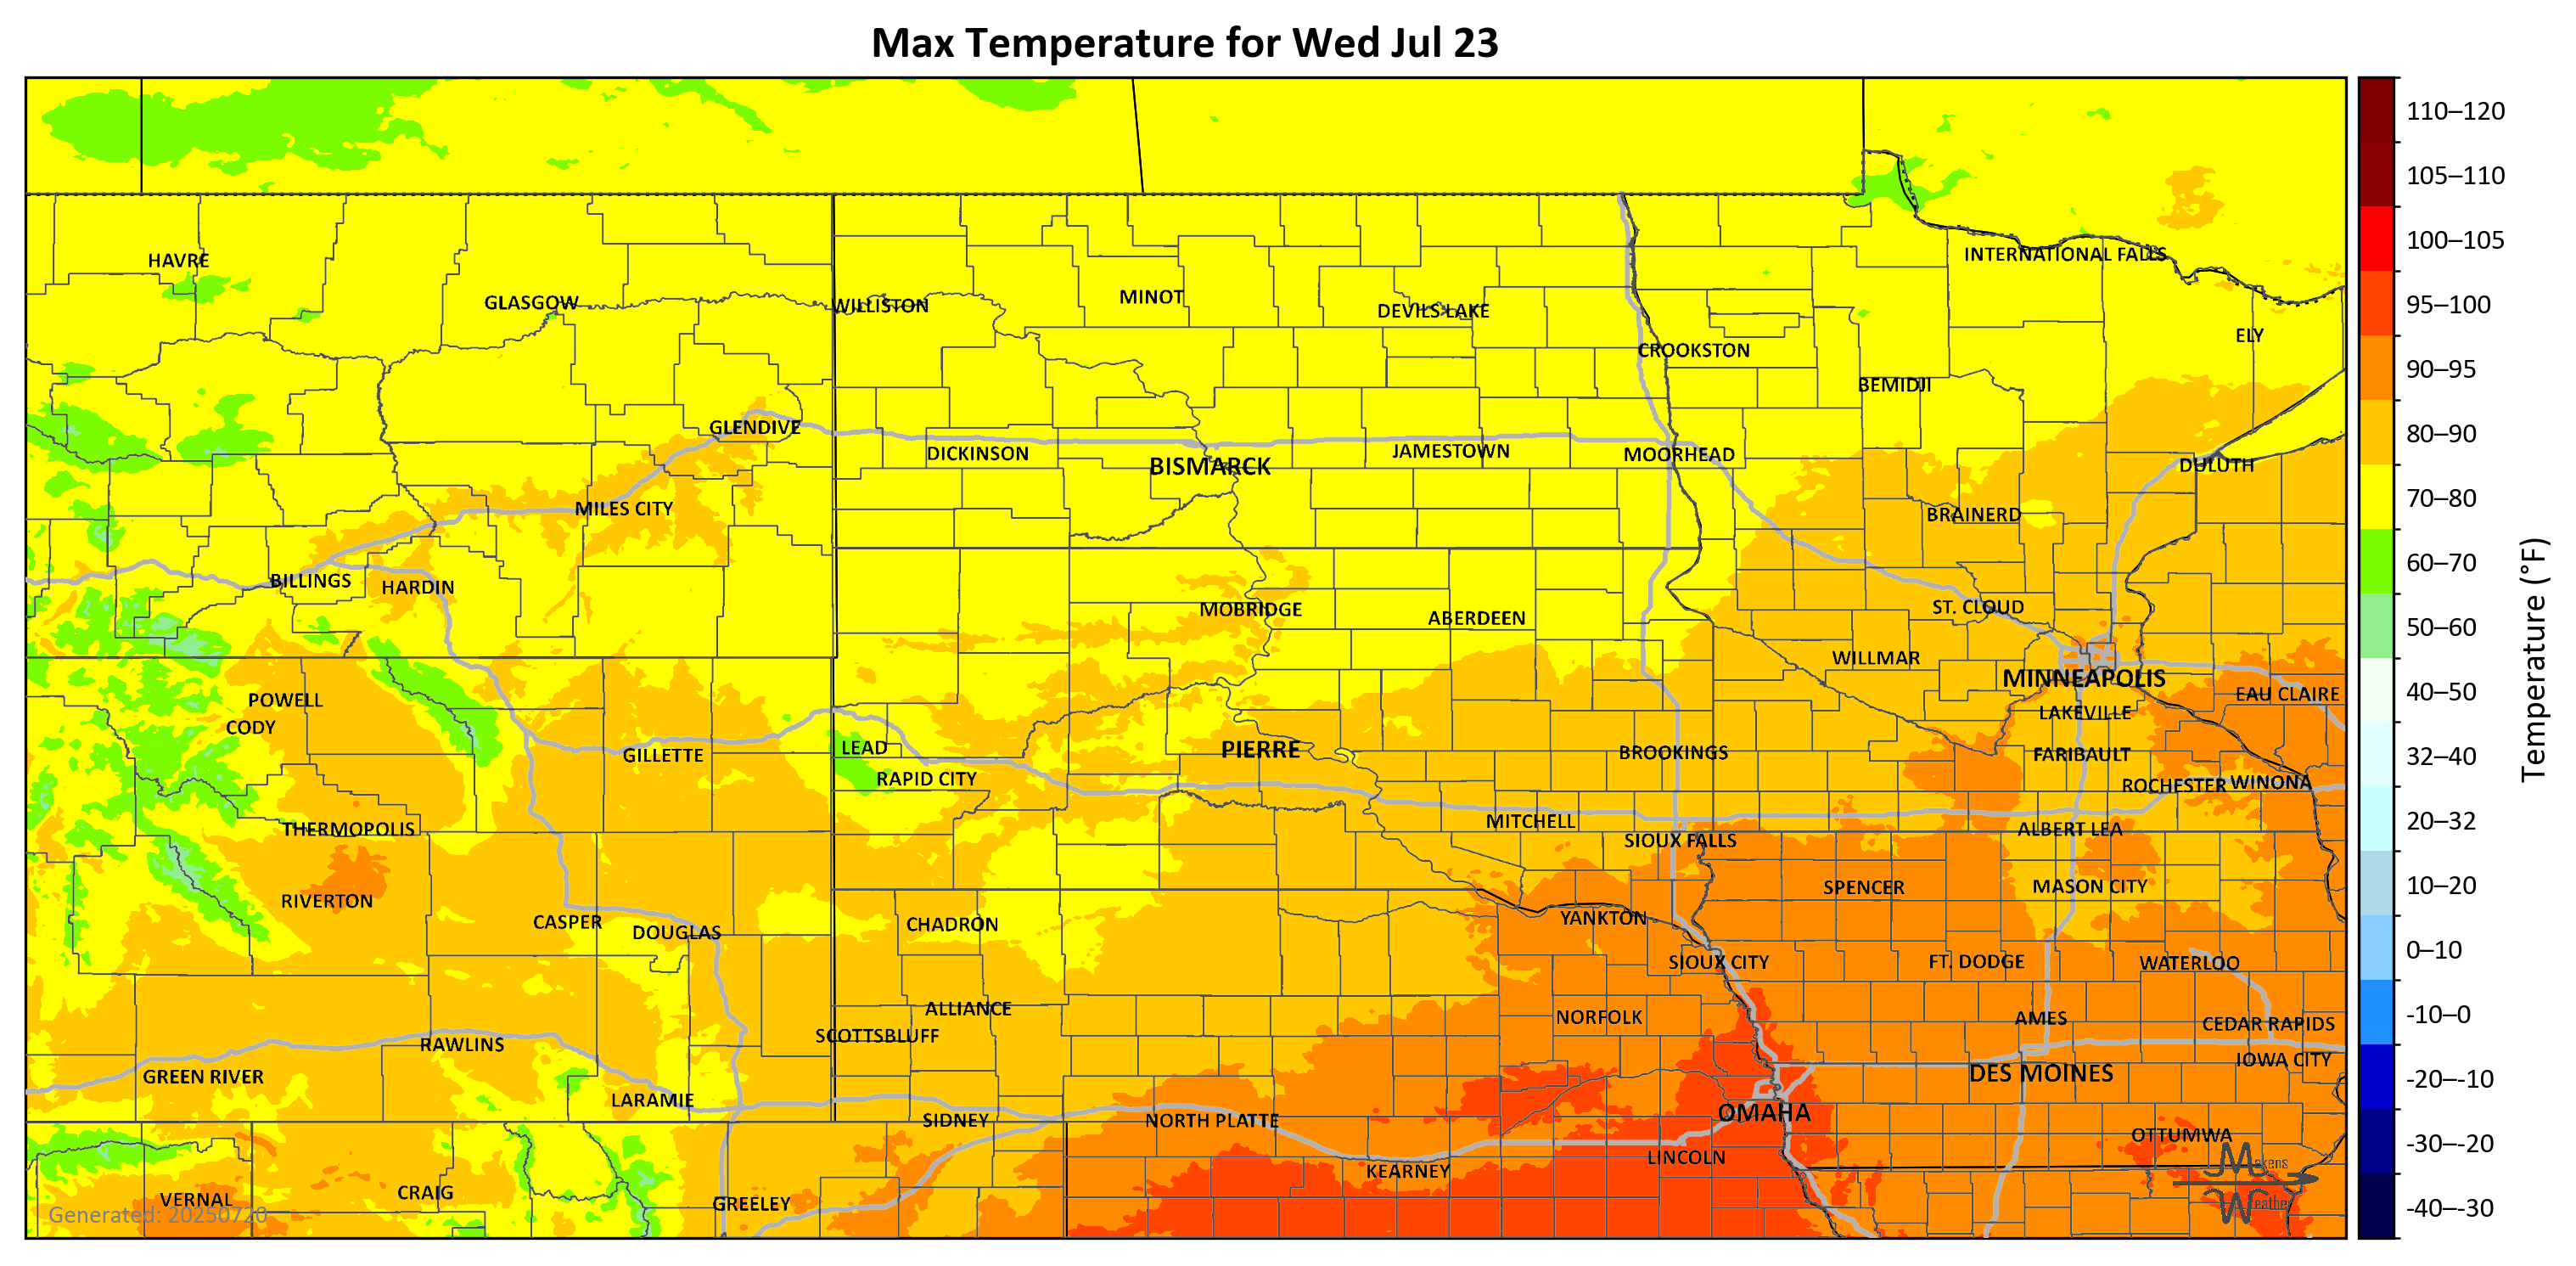 Max Temperature for Wed Jul 23
110–120
105–110
100–105
95–100
90–95
80–90
70–80
60–70
50–60
40–50
32–40
20–32
10–20
0–10
-10–0
-20–-10
-30–-20
-40–-30
Temperature (°F)
HAVRE
GLASGOW
WILLISTON
MINOT
DEVILS LAKE
CROOKSTON
INTERNATIONAL FALLS
ELY
BEMIDJI
GLENDIVE
DICKINSON
BISMARCK
JAMESTOWN
MOORHEAD
DULUTH
MILES CITY
BRAINERD
BILLINGS
HARDIN
MOBRIDGE
ABERDEEN
ST. CLOUD
WILLMAR
MINNEAPOLIS
EAU CLAIRE
POWELL
CODY
LAKEVILLE
GILLETTE
LEAD
RAPID CITY
PIERRE
BROOKINGS
FARIBAULT
ROCHESTER
WINONA
THERMOPOLIS
MITCHELL
SIOUX FALLS
ALBERT LEA
RIVERTON
SPENCER
MASON CITY
CASPER
DOUGLAS
CHADRON
YANKTON
SIOUX CITY
FT. DODGE
WATERLOO
ALLIANCE
NORFOLK
AMES
CEDAR RAPIDS
SCOTTSBLUFF
RAWLINS
IOWA CITY
GREEN RIVER
DES MOINES
LARAMIE
SIDNEY
NORTH PLATTE
OMAHA
OTTUMWA
LINCOLN
KEARNEY
VERNAL
CRAIG
GREELEY
Makens
Weather
Generated: 20250720